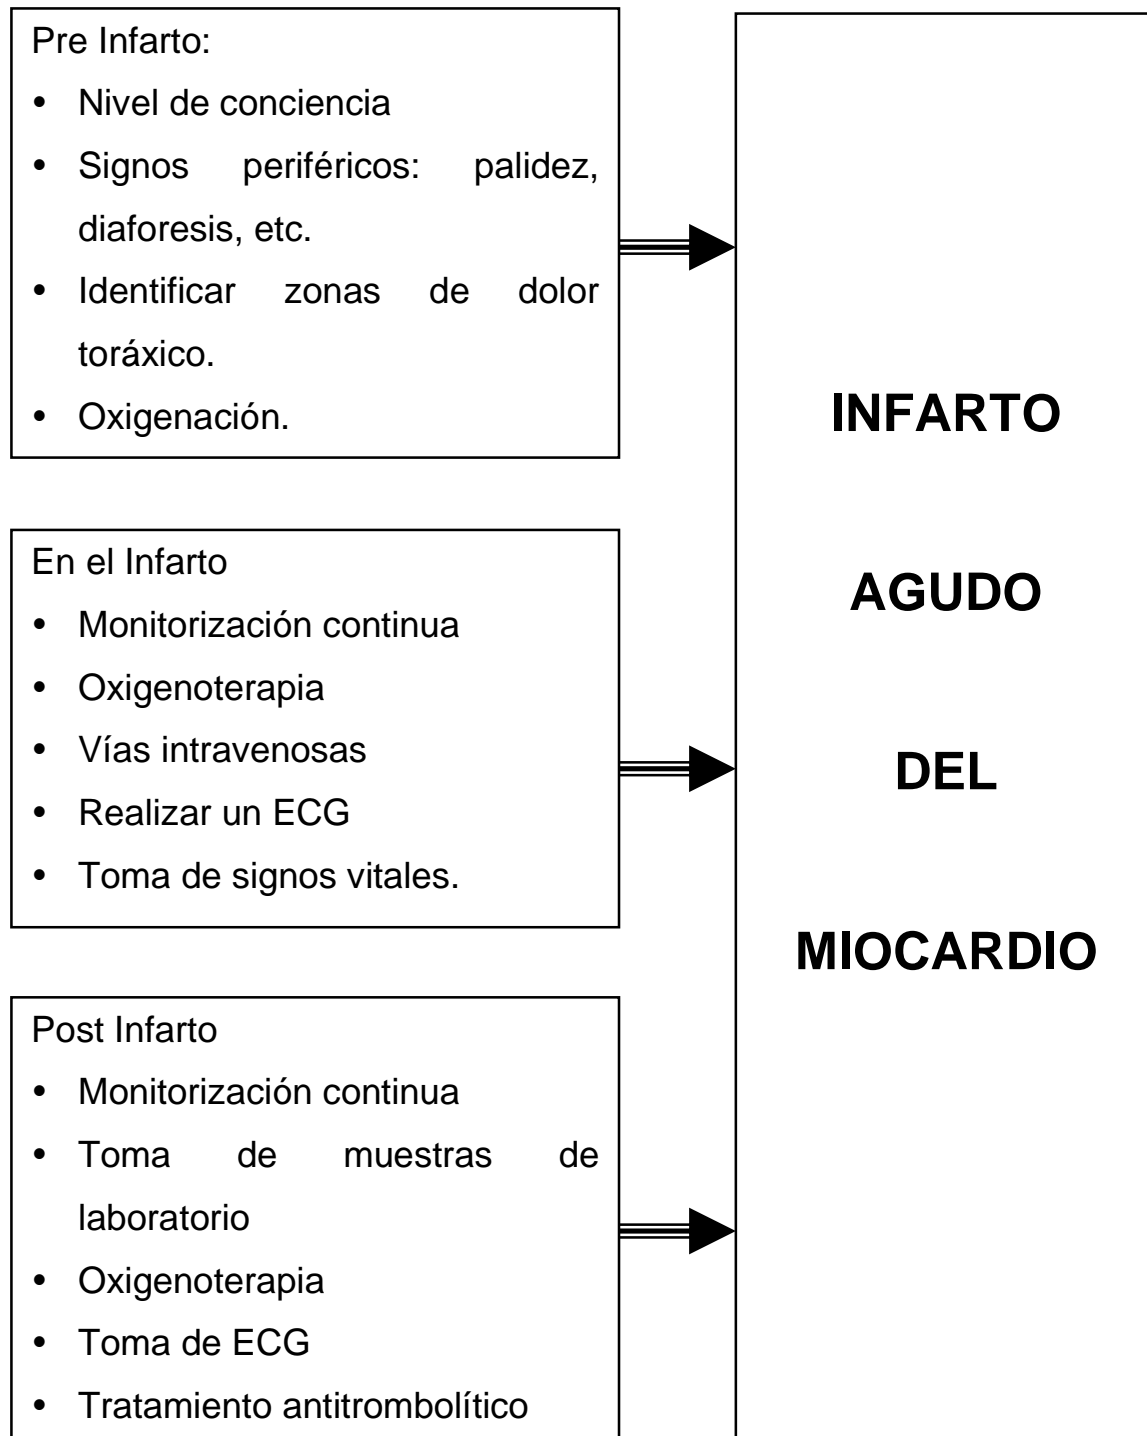 Pre Infarto:
• Nivel de conciencia
• Signos periféricos: palidez,
diaforesis, etc.
• Identificar zonas de dolor
toráxico.
• Oxigenación.
En el Infarto
• Monitorización continua
• Oxigenoterapia
• Vías intravenosas
• Realizar un ECG
• Toma de signos vitales.
Post Infarto
• Monitorización continua
• Toma de muestras de
laboratorio
• Oxigenoterapia
• Toma de ECG
• Tratamiento antitrombolítico
INFARTO
AGUDO
DEL
MIOCARDIO